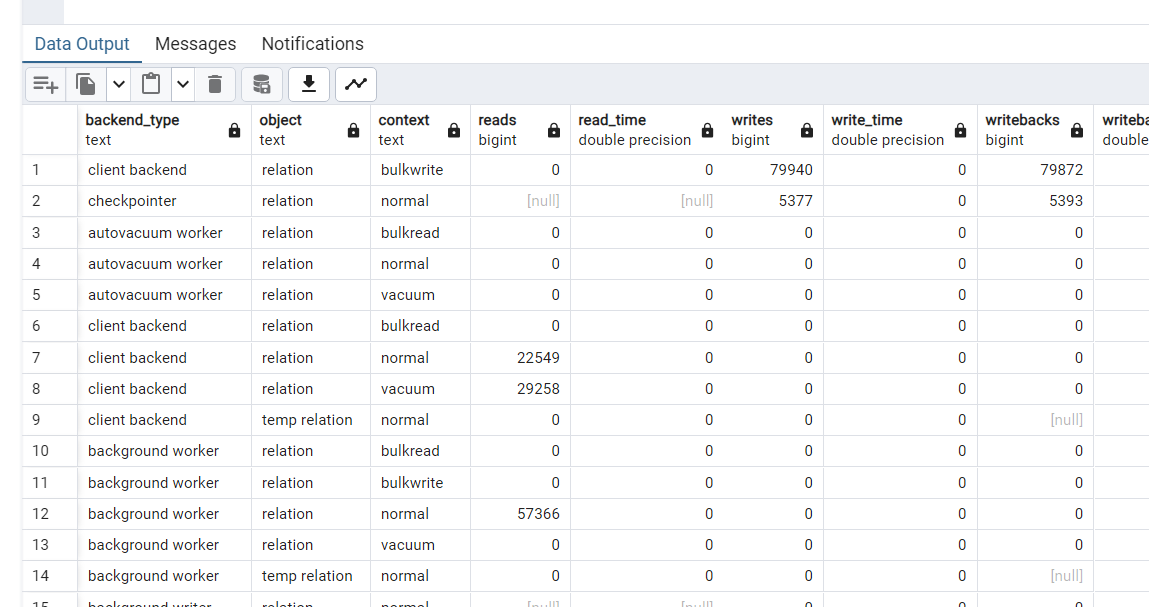 Data Output Messages Notifications
backend_type object context reads read_time writes write_time writebacks
text text text bigint double precision bigint double precision bigint double
1 client backend relation bulkwrite 0 0 79940 0 79872
2 checkpointer relation normal [null] [null] 5377 0 5393
3 autovacuum worker relation bulkread 0 0 0 0 0
4 autovacuum worker relation normal 0 0 0 0 0
5 autovacuum worker relation vacuum 0 0 0 0 0
6 client backend relation bulkread 0 0 0 0 0
7 client backend relation normal 22549 0 0 0 0
8 client backend relation vacuum 29258 0 0 0 0
9 client backend temp relation normal 0 0 0 0 [null]
10 background worker relation bulkread 0 0 0 0 0
11 background worker relation bulkwrite 0 0 0 0 0
12 background worker relation normal 57366 0 0 0 0
13 background worker relation vacuum 0 0 0 0 0
14 background worker temp relation normal 0 0 0 0 [null]
15 background writer relation normal [null] [null] 0 0 0